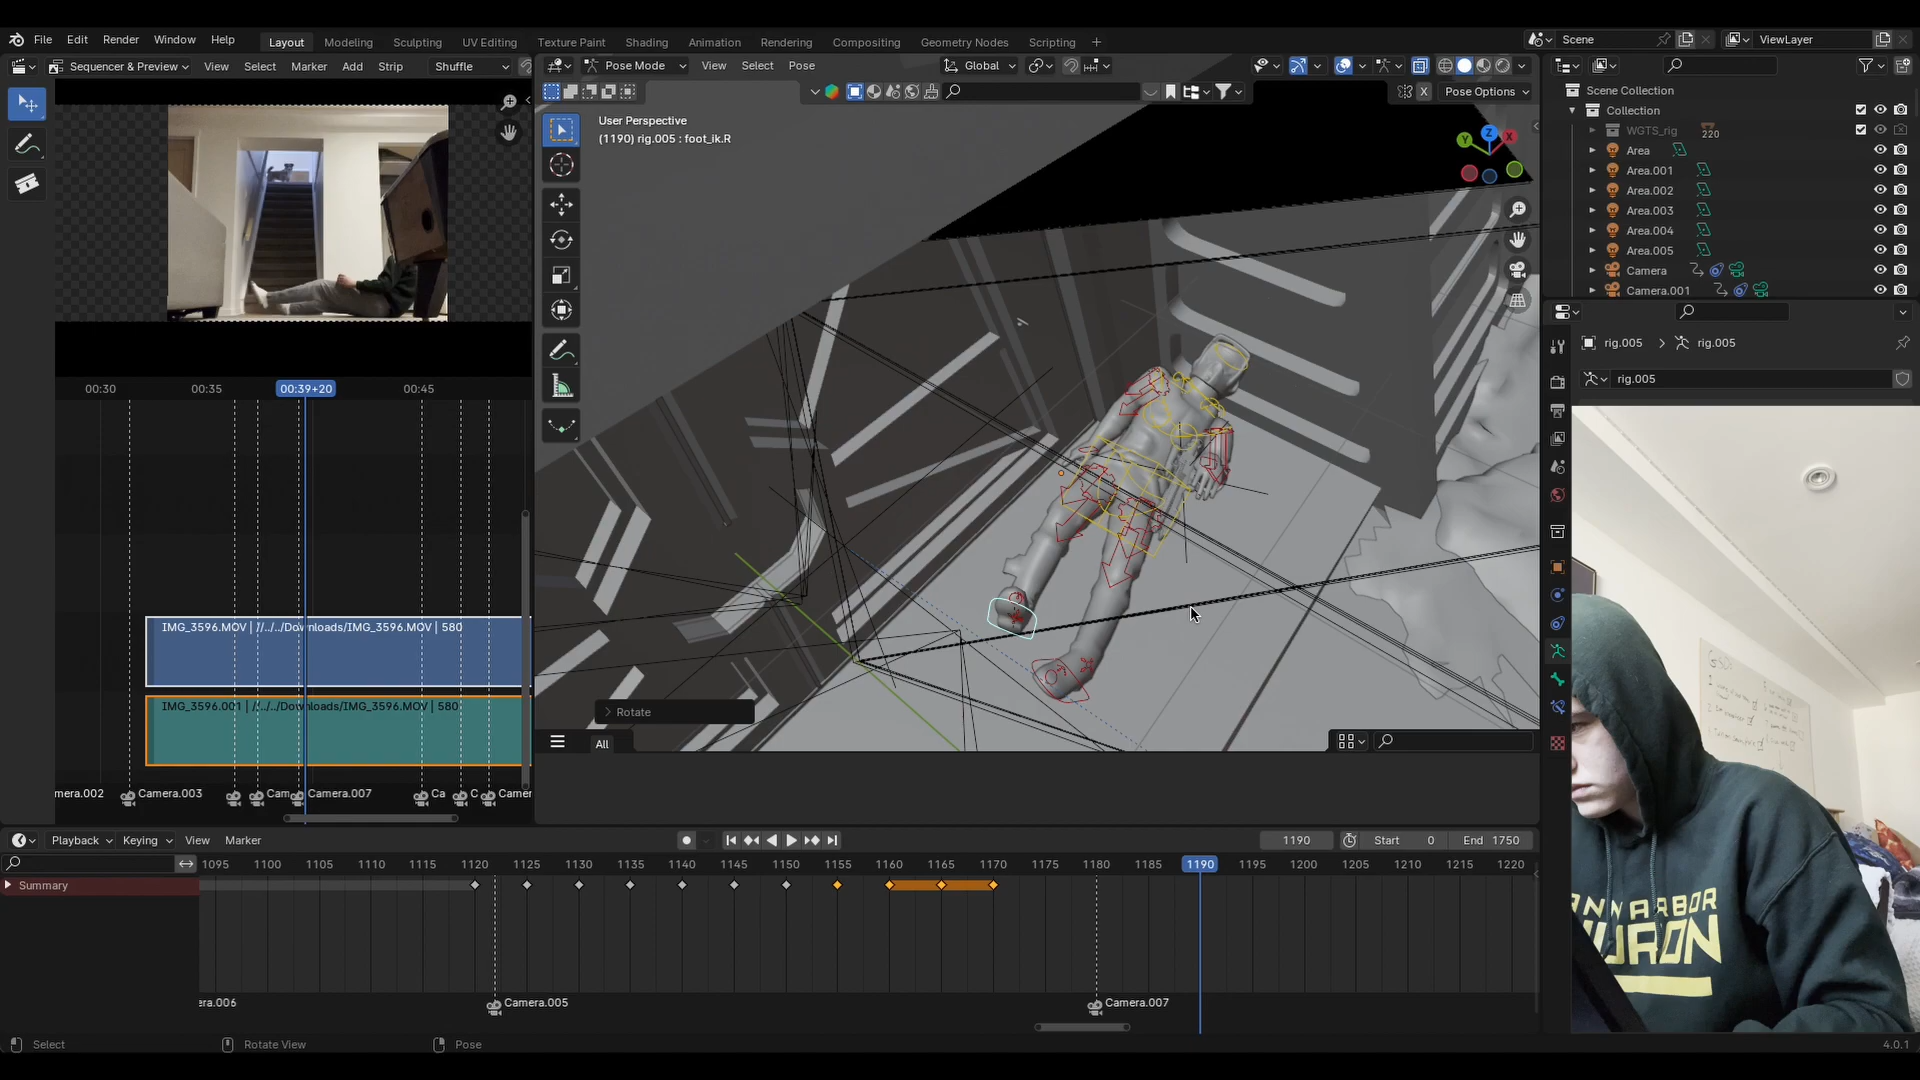 File Edit Render Window Help
Layout Modeling Sculpting UV Editing Texture Paint Shading Animation Rendering Compositing Geometry Nodes Scripting +
Scene
ViewLayer
Sequencer & Preview View Select Marker Add Strip Shuffle
Pose Mode View Select Pose Global
X Pose Options
User Perspective
(1190) rig.005 : foot_ik.R
Z
Y
X
Scene Collection
Collection
WGTS_rig 220
Area
Area.001
Area.002
Area.003
Area.004
Area.005
Camera
Camera.001
rig.005 > rig.005
rig.005
00:30 00:35 00:39+20 00:45
IMG_3596.MOV | //../../Downloads/IMG_3596.MOV | 580
IMG_3596.001 | //../../Downloads/IMG_3596.MOV | 580
mera.002 Camera.003 Cam Camera.007 Ca C Camer
> Rotate
All
Playback Keying View Marker
1190 Start 0 End 1750
1095 1100 1105 1110 1115 1120 1125 1130 1135 1140 1145 1150 1155 1160 1165 1170 1175 1180 1185 1190 1195 1200 1205 1210 1215 1220
Summary
era.006 Camera.005 Camera.007
Select Rotate View Pose 4.0.1
NN ARBOR
HURON